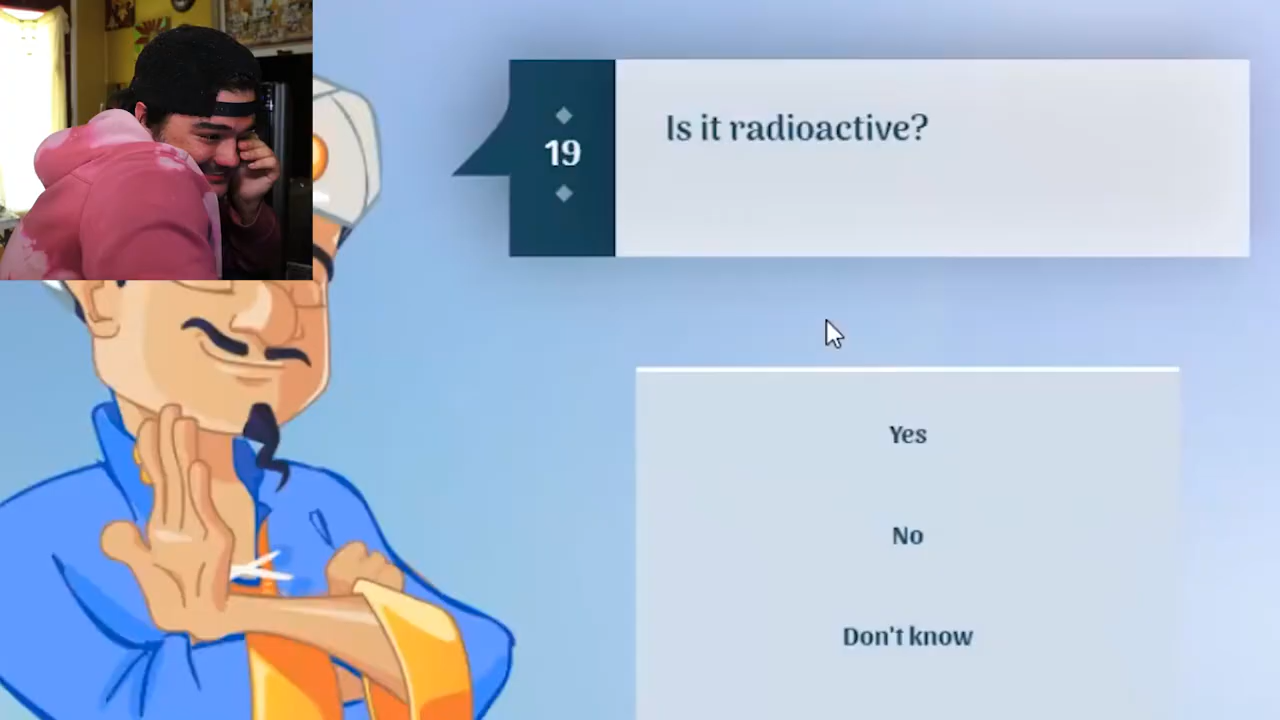 19
Is it radioactive?
Yes
No
Don't know